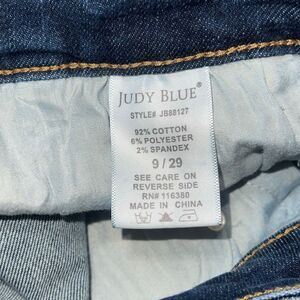 JUDY BLUE®
STYLE# JB88127
92% COTTON
6% POLYESTER
2% SPANDEX
9 / 29
SEE CARE ON
REVERSE SIDE
RN# 116380
MADE IN CHINA